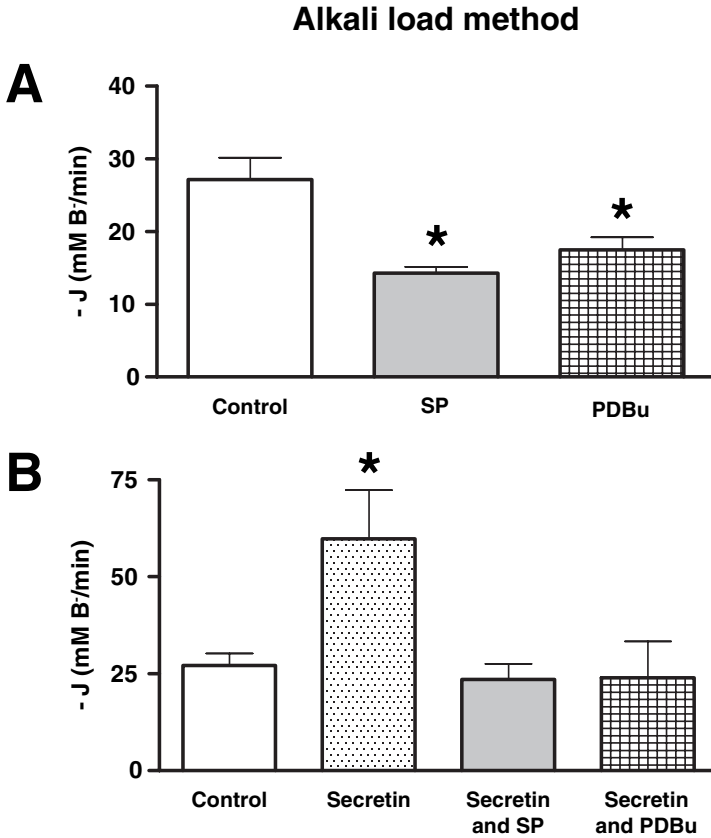 Alkali load method
A
- J (mM B-/min)
40
30
20
10
0
*
*
Control
SP
PDBu
B
- J (mM B-/min)
75
50
25
0
*
Control
Secretin
Secretin
and SP
Secretin
and PDBu